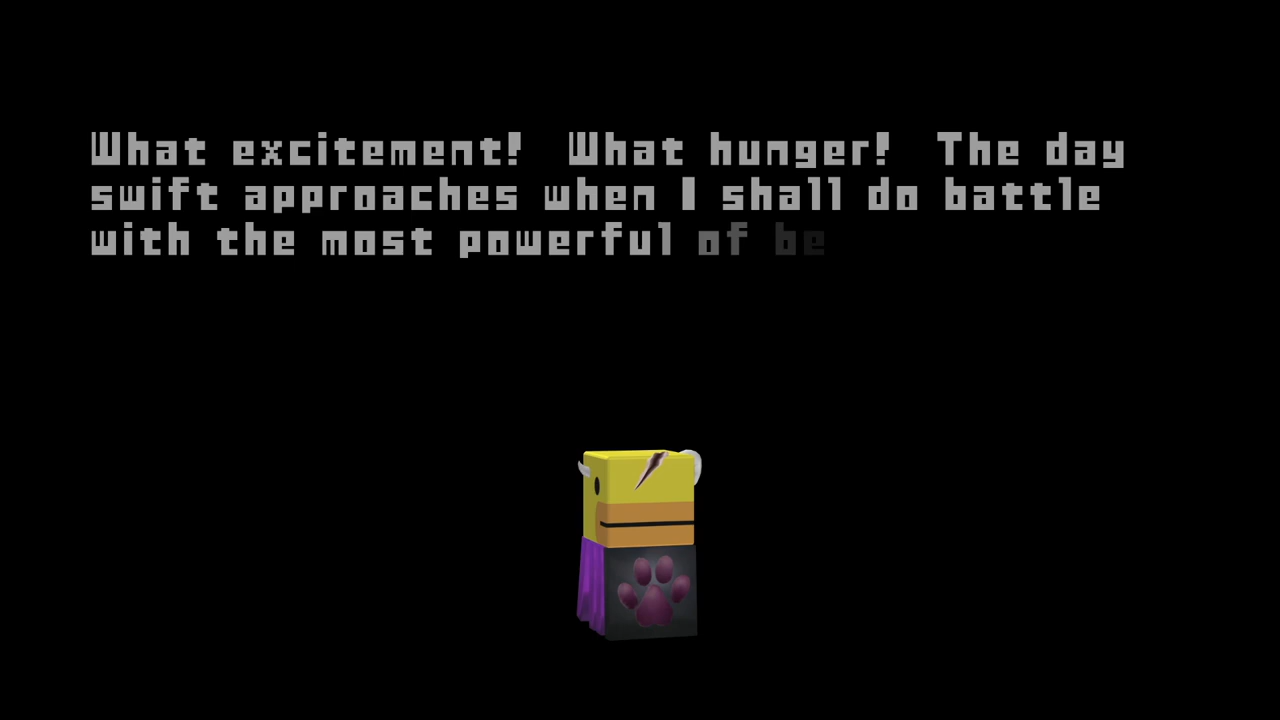 What excitement!  What hunger!  The day
swift approaches when I shall do battle
with the most powerful of be